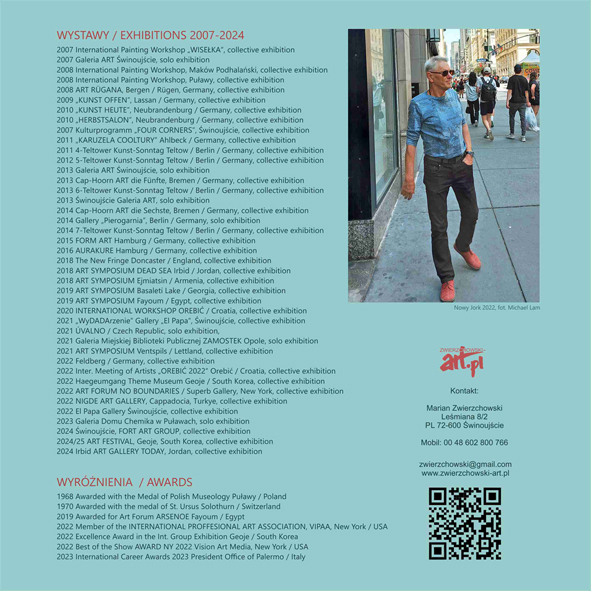 WYSTAWY / EXHIBITIONS 2007-2024
2007 International Painting Workshop „WISEŁKA", collective exhibition
2007 Galeria ART Świnoujście, solo exhibition
2008 International Painting Workshop, Maków Podhalański, collective exhibition
2008 International Painting Workshop, Puławy, collective exhibition
2008 ART RÜGANA, Bergen / Rügen, Germany, collective exhibition
2009 „KUNST OFFEN", Lassan / Germany, collective exhibition
2010 „KUNST HEUTE", Neubrandenburg / Germany, collective exhibition
2010 „HERBSTSALON", Neubrandenburg / Germany, collective exhibition
2007 Kulturprogramm „FOUR CORNERS", Świnoujście, collective exhibition
2011 „KARUZELA COOLTURY" Ahlbeck / Germany, collective exhibition
2011 4-Teltower Kunst-Sonntag Teltow / Berlin / Germany, collective exhibition
2012 5-Teltower Kunst-Sonntag Teltow / Berlin / Germany, collective exhibition
2013 Galeria ART Świnoujście, solo exhibition
2013 Cap-Hoorn ART die Fünfte, Bremen / Germany, collective exhibition
2013 6-Teltower Kunst-Sonntag Teltow / Berlin / Germany, collective exhibition
2013 Świnoujście Galeria ART, solo exhibition
2014 Cap-Hoorn ART die Sechste, Bremen / Germany, collective exhibition
2014 Gallery „Pierogarnia", Berlin / Germany, solo exhibition
2014 7-Teltower Kunst-Sonntag Teltow / Berlin / Germany, collective exhibition
2015 FORM ART Hamburg / Germany, collective exhibition
2016 AURAKURE Hamburg / Germany, collective exhibition
2018 The New Fringe Doncaster / England, collective exhibition
2018 ART SYMPOSIUM DEAD SEA Irbid / Jordan, collective exhibition
2018 ART SYMPOSIUM Ejmiatsin / Armenia, collective exhibition
2019 ART SYMPOSIUM Basaleti Lake / Georgia, collective exhibition
2019 ART SYMPOSIUM Fayoum / Egypt, collective exhibition
2020 INTERNATIONAL WORKSHOP OREBIĆ / Croatia, collective exhibition
2021 „WyDADArzenie" Gallery „El Papa", Świnoujście, collective exhibition
2021 ÚVALNO / Czech Republic, solo exhibition,
2021 Galeria Miejskiej Biblioteki Publicznej ZAMOSTEK Opole, solo exhibition
2021 ART SYMPOSIUM Ventspils / Lettland, collective exhibition
2022 Feldberg / Germany, collective exhibition
2022 Inter. Meeting of Artists „OREBIĆ 2022" Orebić / Croatia, collective exhibition
2022 Haegeumgang Theme Museum Geoje / South Korea, collective exhibition
2022 ART FORUM NO BOUNDARIES / Superb Gallery, New York, collective exhibition
2022 NIGDE ART GALLERY, Cappadocia, Turkye, collective exhibition
2022 El Papa Gallery Świnoujście, collective exhibition
2023 Galeria Domu Chemika w Puławach, solo exhibition
2024 Świnoujście, FORT ART GROUP, collective exhibition
2024/25 ART FESTIVAL, Geoje, South Korea, collective exhibition
2024 Irbid ART GALLERY TODAY, Jordan, collective exhibition
WYRÓŻNIENIA / AWARDS
1968 Awarded with the Medal of Polish Museology Puławy / Poland
1970 Awarded with the medal of St. Ursus Solothurn / Switzerland
2019 Awarded for Art Forum ARSENOE Fayoum / Egypt
2022 Member of the INTERNATIONAL PROFFESIONAL ART ASSOCIATION, VIPAA, New York / USA
2022 Excellence Award in the Int. Group Exhibition Geoje / South Korea
2022 Best of the Show AWARD NY 2022 Vision Art Media, New York / USA
2023 International Career Awards 2023 President Office of Palermo / Italy
Nowy Jork 2022, fot. Michael Lam
ZWIERZCHOWSKI-
art.pl
Kontakt:
Marian Zwierzchowski
Leśmiana 8/2
PL 72-600 Świnoujście
Mobil: 00 48 602 800 766
zwierzchowski@gmail.com
www.zwierzchowski-art.pl